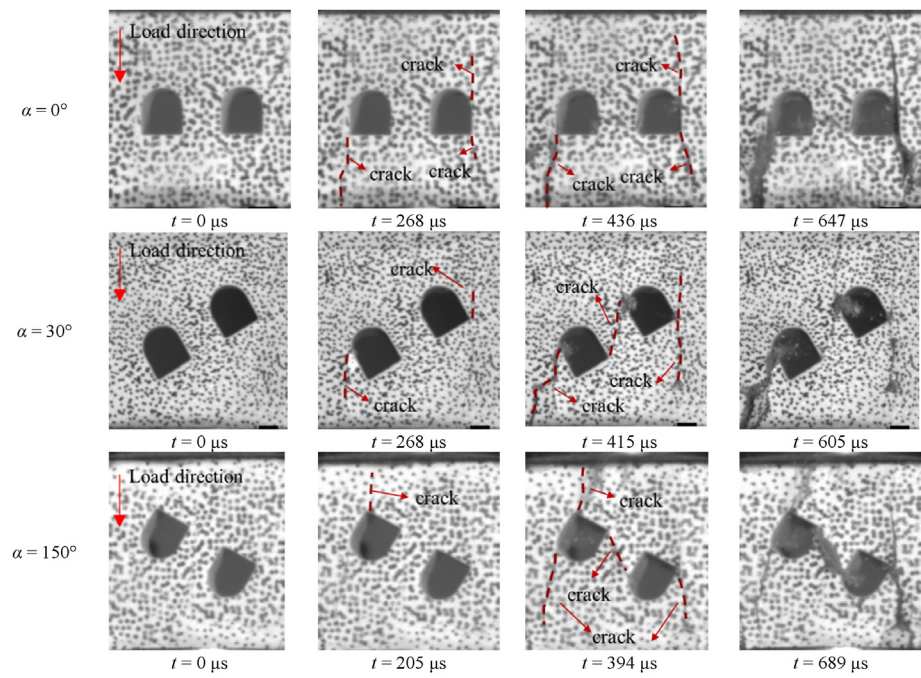 Load direction
crack
crack
crack
crack
crack
crack
α = 0°
t = 0 μs
t = 268 μs
t = 436 μs
t = 647 μs
Load direction
crack
crack
crack
crack
α = 30°
t = 0 μs
t = 268 μs
t = 415 μs
t = 605 μs
Load direction
crack
crack
crack
crack
α = 150°
t = 0 μs
t = 205 μs
t = 394 μs
t = 689 μs